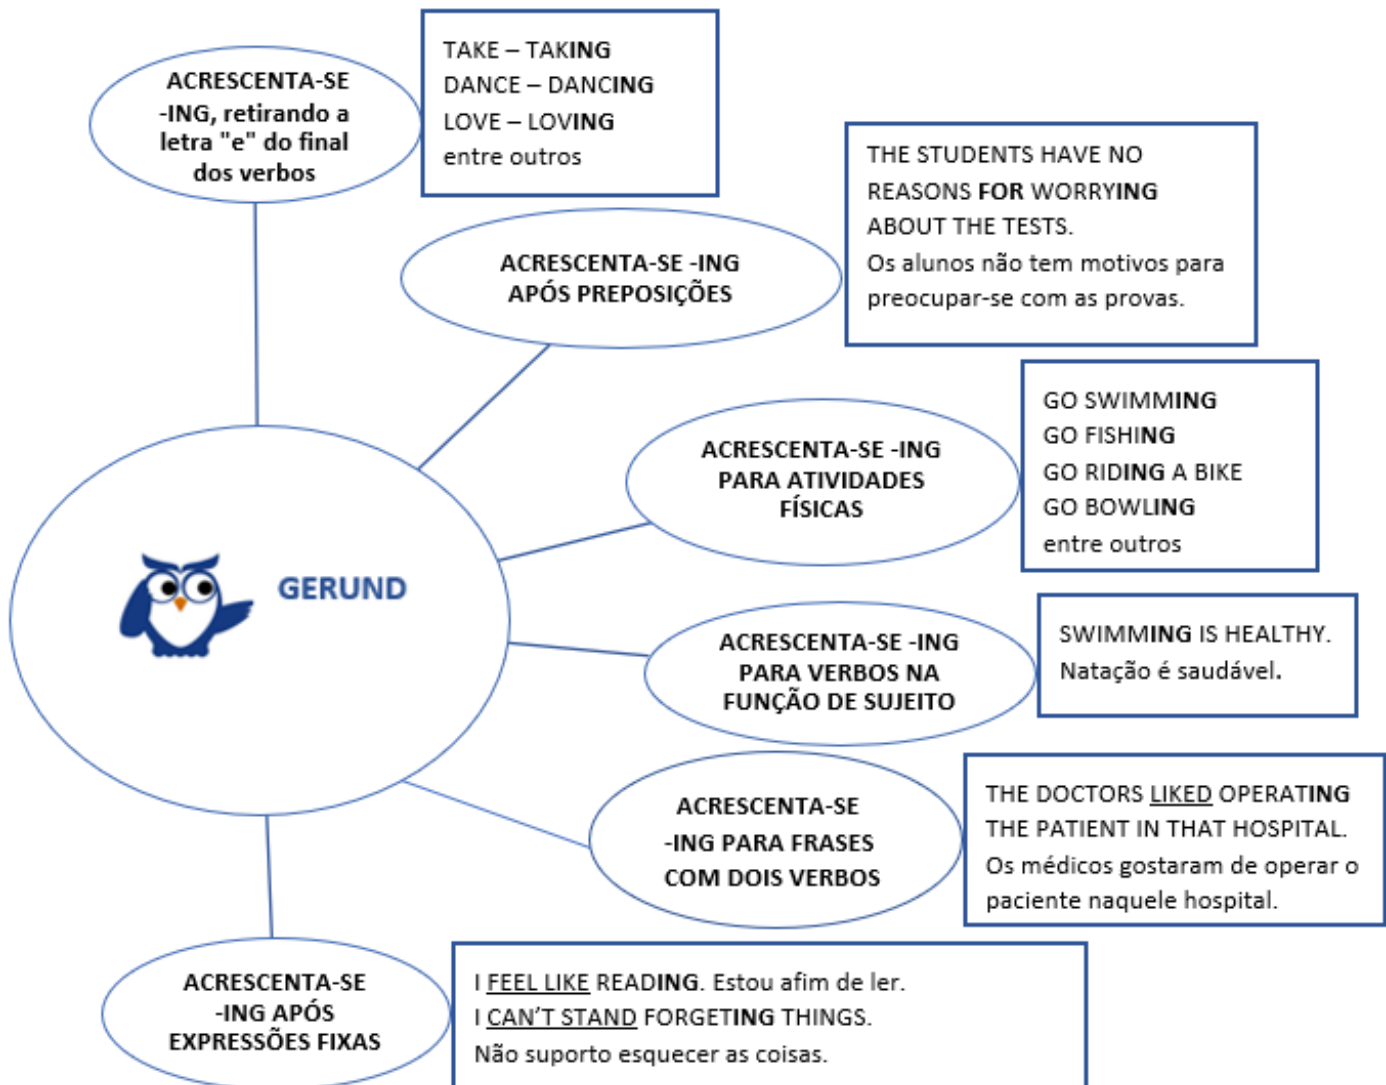 ACRESCENTA-SE
-ING, retirando a
letra "e" do final
dos verbos
TAKE – TAKING
DANCE – DANCING
LOVE – LOVING
entre outros
ACRESCENTA-SE -ING
APÓS PREPOSIÇÕES
THE STUDENTS HAVE NO
REASONS FOR WORRYING
ABOUT THE TESTS.
Os alunos não tem motivos para
preocupar-se com as provas.
ACRESCENTA-SE -ING
PARA ATIVIDADES
FÍSICAS
GO SWIMMING
GO FISHING
GO RIDING A BIKE
GO BOWLING
entre outros
GERUND
ACRESCENTA-SE -ING
PARA VERBOS NA
FUNÇÃO DE SUJEITO
SWIMMING IS HEALTHY.
Natação é saudável.
ACRESCENTA-SE
-ING PARA FRASES
COM DOIS VERBOS
THE DOCTORS LIKED OPERATING
THE PATIENT IN THAT HOSPITAL.
Os médicos gostaram de operar o
paciente naquele hospital.
ACRESCENTA-SE
-ING APÓS
EXPRESSÕES FIXAS
I FEEL LIKE READING. Estou afim de ler.
I CAN'T STAND FORGETING THINGS.
Não suporto esquecer as coisas.